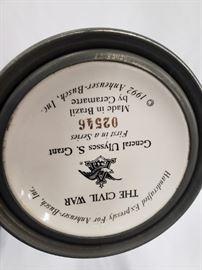 Handcrafted Expressly For Anheuser-Busch, Inc.
THE CIVIL WAR
General Ulysses S. Grant
First in a Series
02546
Made in Brazil
by Ceramarte
© 1992 Anheuser-Busch, Inc.